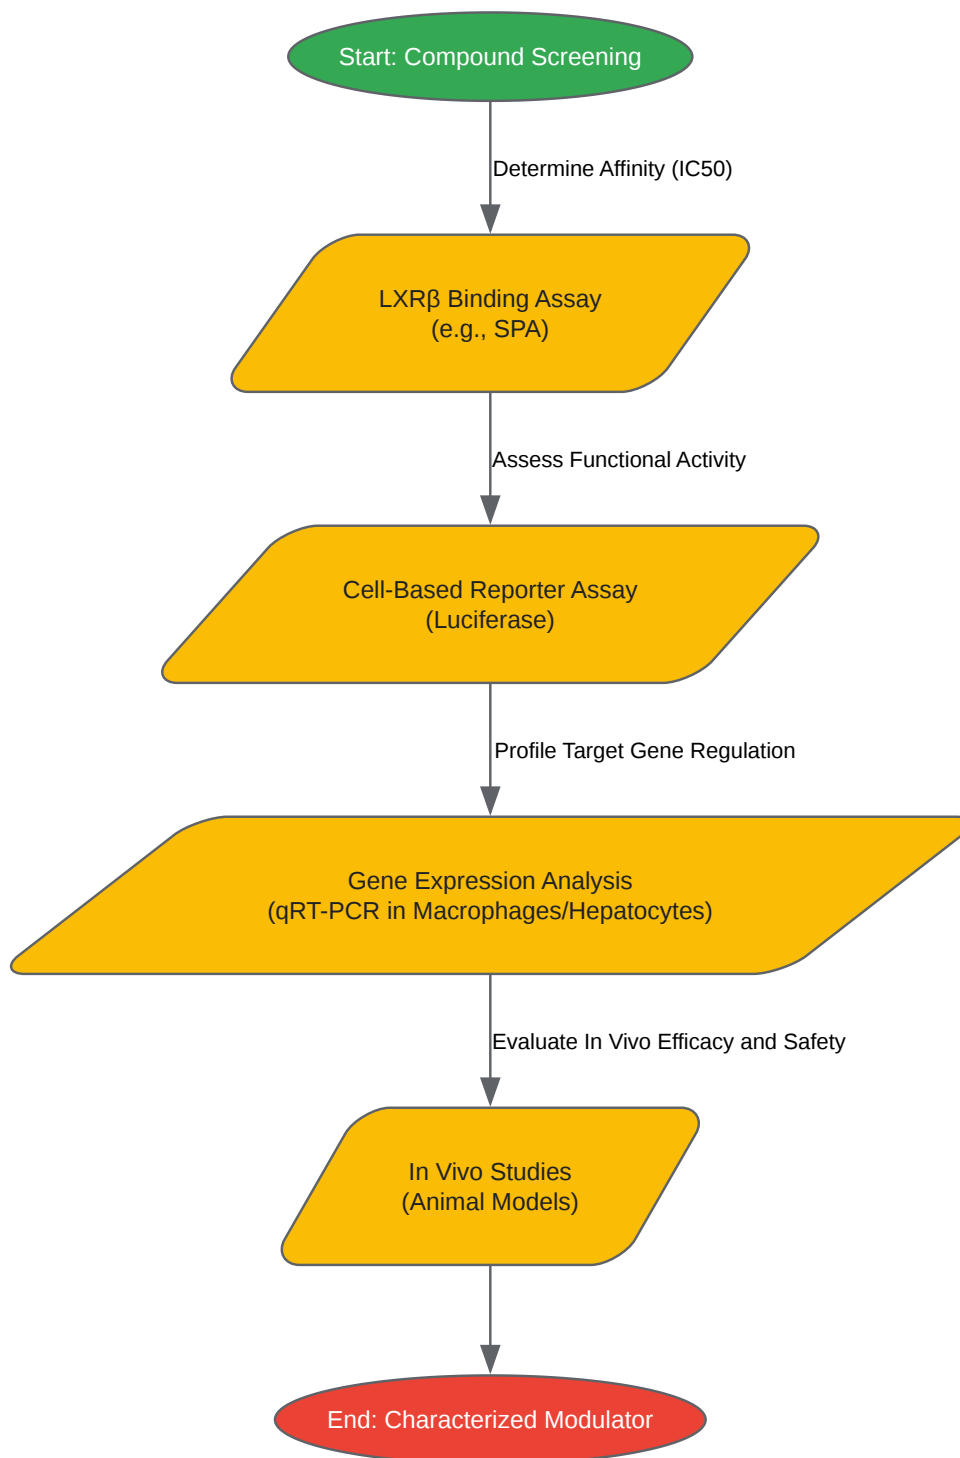 Start: Compound Screening
Determine Affinity (IC50)
LXRβ Binding Assay
(e.g., SPA)
Assess Functional Activity
Cell-Based Reporter Assay
(Luciferase)
Profile Target Gene Regulation
Gene Expression Analysis
(qRT-PCR in Macrophages/Hepatocytes)
Evaluate In Vivo Efficacy and Safety
In Vivo Studies
(Animal Models)
End: Characterized Modulator